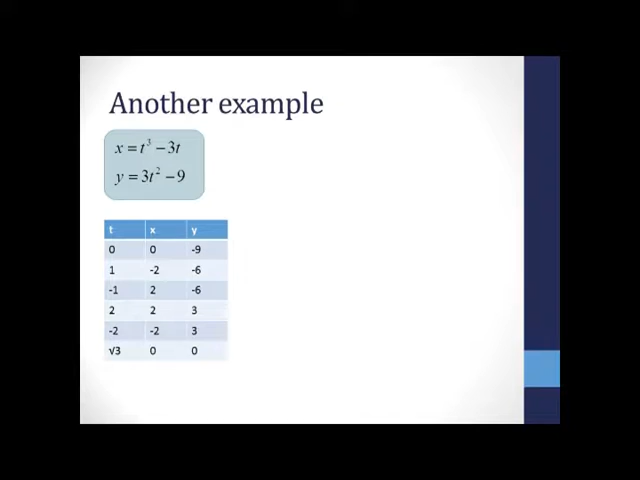 Another example
x = t³ − 3t
y = 3t² − 9
t x y
0 0 -9
1 -2 -6
-1 2 -6
2 2 3
-2 -2 3
√3 0 0